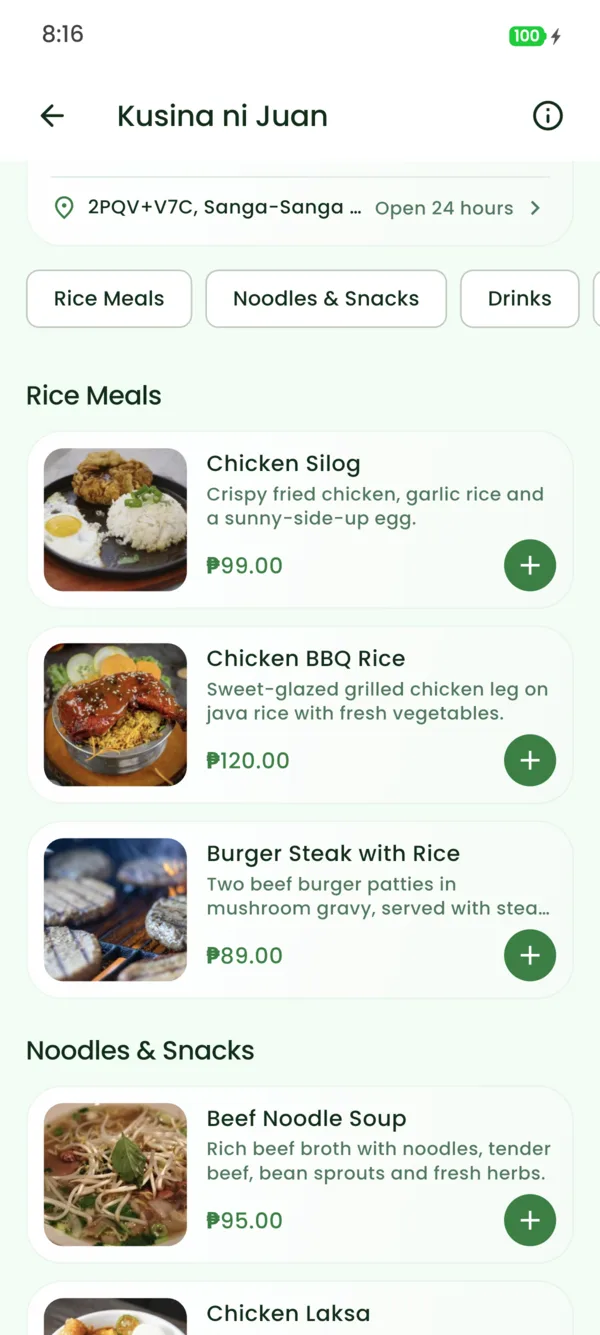 8:16
100
Kusina ni Juan
2PQV+V7C, Sanga-Sanga ... Open 24 hours
Rice Meals
Noodles & Snacks
Drinks
Rice Meals
Chicken Silog
Crispy fried chicken, garlic rice and
a sunny-side-up egg.
₱99.00
Chicken BBQ Rice
Sweet-glazed grilled chicken leg on
java rice with fresh vegetables.
₱120.00
Burger Steak with Rice
Two beef burger patties in
mushroom gravy, served with stea...
₱89.00
Noodles & Snacks
Beef Noodle Soup
Rich beef broth with noodles, tender
beef, bean sprouts and fresh herbs.
₱95.00
Chicken Laksa